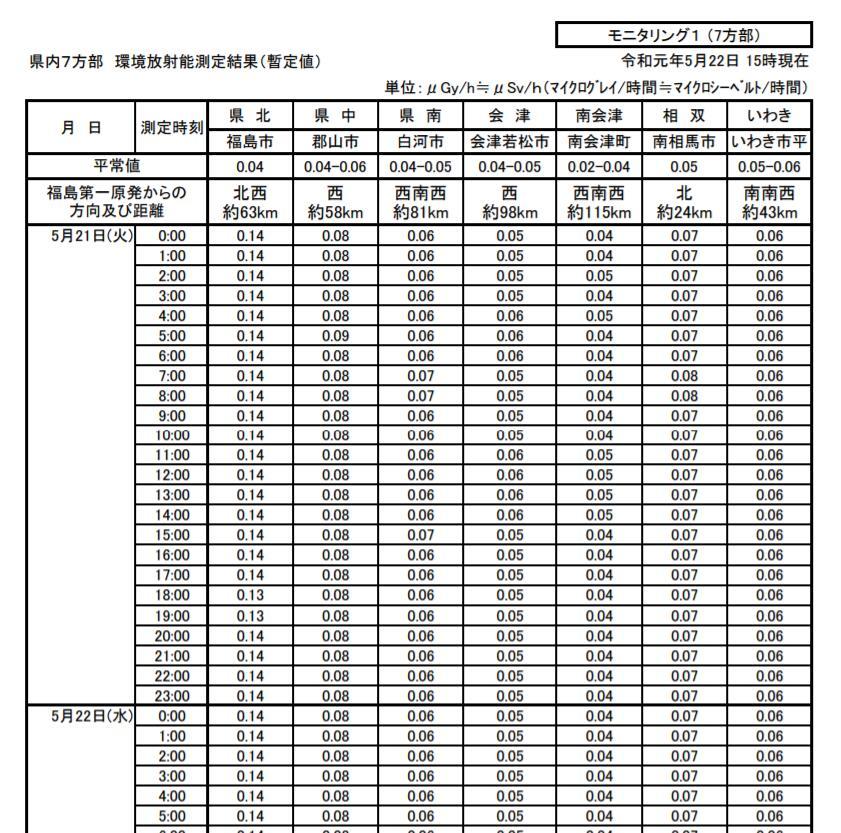 モニタリング1（7方部）
県内7方部　環境放射能測定結果（暫定値）
令和元年5月22日 15時現在
単位：μGy/h≒μSv/h（ﾏｲｸﾛｸﾞﾚｲ/時間≒ﾏｲｸﾛｼｰﾍﾞﾙﾄ/時間）
月　日 測定時刻 県　北 県　中 県　南 会　津 南会津 相　双 いわき
福島市 郡山市 白河市 会津若松市 南会津町 南相馬市 いわき市平
平常値 0.04 0.04−0.06 0.04−0.05 0.04−0.05 0.02−0.04 0.05 0.05−0.06
福島第一原発からの 北西 西 西南西 西 西南西 北 南南西
方向及び距離 約63km 約58km 約81km 約98km 約115km 約24km 約43km
5月21日(火) 0:00 0.14 0.08 0.06 0.05 0.04 0.07 0.06
1:00 0.14 0.08 0.06 0.05 0.04 0.07 0.06
2:00 0.14 0.08 0.06 0.05 0.05 0.07 0.06
3:00 0.14 0.08 0.06 0.05 0.04 0.07 0.06
4:00 0.14 0.08 0.06 0.06 0.05 0.07 0.06
5:00 0.14 0.09 0.06 0.06 0.04 0.07 0.06
6:00 0.14 0.08 0.06 0.06 0.04 0.07 0.06
7:00 0.14 0.08 0.07 0.05 0.04 0.08 0.06
8:00 0.14 0.08 0.07 0.05 0.04 0.08 0.06
9:00 0.14 0.08 0.06 0.05 0.04 0.07 0.06
10:00 0.14 0.08 0.06 0.05 0.04 0.07 0.06
11:00 0.14 0.08 0.06 0.06 0.05 0.07 0.06
12:00 0.14 0.08 0.06 0.06 0.05 0.07 0.06
13:00 0.14 0.08 0.06 0.06 0.05 0.07 0.06
14:00 0.14 0.08 0.06 0.06 0.05 0.07 0.06
15:00 0.14 0.08 0.07 0.05 0.04 0.07 0.06
16:00 0.14 0.08 0.06 0.05 0.04 0.07 0.06
17:00 0.14 0.08 0.06 0.05 0.04 0.07 0.06
18:00 0.13 0.08 0.06 0.05 0.04 0.07 0.06
19:00 0.13 0.08 0.06 0.05 0.04 0.07 0.06
20:00 0.14 0.08 0.06 0.05 0.04 0.07 0.06
21:00 0.14 0.08 0.06 0.05 0.04 0.07 0.06
22:00 0.14 0.08 0.06 0.05 0.04 0.07 0.06
23:00 0.14 0.08 0.06 0.05 0.04 0.07 0.06
5月22日(水) 0:00 0.14 0.08 0.06 0.05 0.04 0.07 0.06
1:00 0.14 0.08 0.06 0.05 0.04 0.07 0.06
2:00 0.14 0.08 0.06 0.05 0.04 0.07 0.06
3:00 0.14 0.08 0.06 0.05 0.04 0.07 0.06
4:00 0.14 0.08 0.06 0.05 0.04 0.07 0.06
5:00 0.14 0.08 0.06 0.05 0.04 0.07 0.06